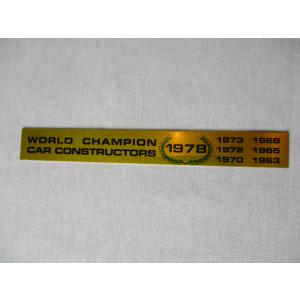 WORLD CHAMPION
CAR CONSTRUCTORS
1978
1973 1968
1972 1965
1970 1963